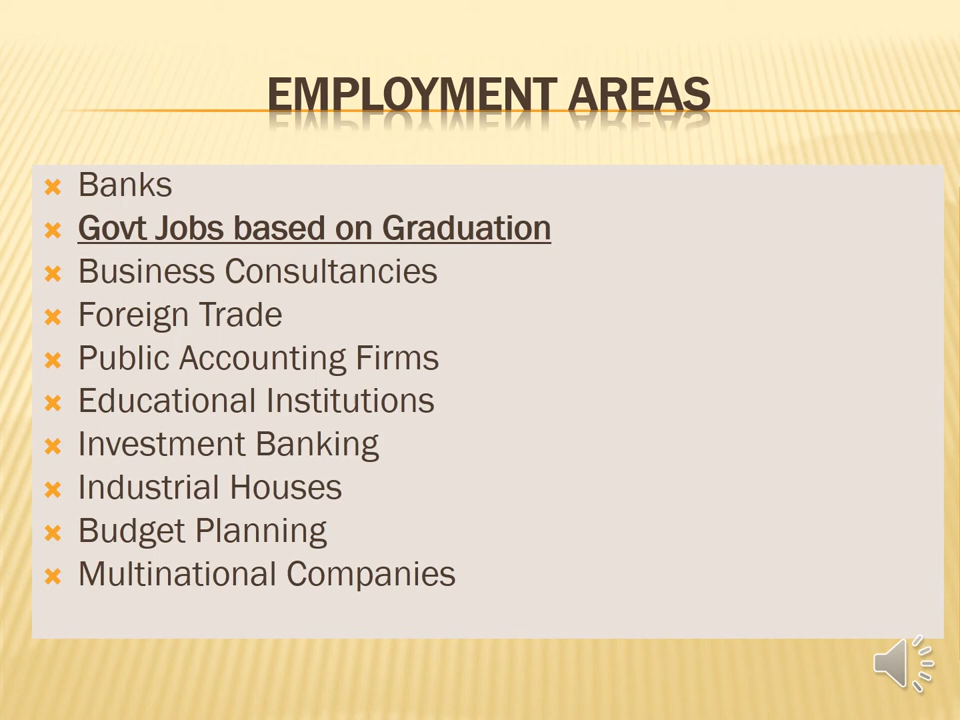 EMPLOYMENT AREAS
Banks
Govt Jobs based on Graduation
Business Consultancies
Foreign Trade
Public Accounting Firms
Educational Institutions
Investment Banking
Industrial Houses
Budget Planning
Multinational Companies